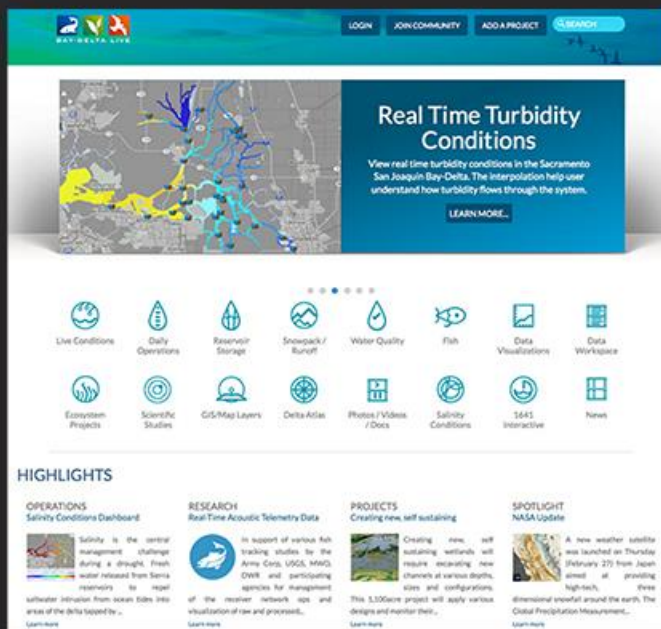 BAY-DELTA LIVE
LOGIN
JOIN COMMUNITY
ADD A PROJECT
SEARCH
Real Time Turbidity
Conditions
View real time turbidity conditions in the Sacramento
San Joaquin Bay-Delta. The interpolation help user
understand how turbidity flows through the system.
LEARN MORE...
Live Conditions
Daily
Operations
Reservoir
Storage
Snowpack /
Runoff
Water Quality
Fish
Data
Visualizations
Data
Workspace
Ecosystem
Projects
Scientific
Studies
GIS/Map Layers
Delta Atlas
Photos / Videos
/ Docs
Salinity
Conditions
1641
Interactive
News
HIGHLIGHTS
OPERATIONS
Salinity Conditions Dashboard
Salinity is the central
management challenge
during a drought. Fresh
water released from Sierra
reservoirs to repel
saltwater intrusion from ocean tides into
areas of the delta tapped by...
Learn more
RESEARCH
Real-Time Acoustic Telemetry Data
In support of various fish
tracking studies by the
Army Corp, USGS, MWD,
DWR and participating
agencies for management
of the receiver network ops and
visualization of raw and processed...
Learn more
PROJECTS
Creating new, self sustaining
Creating new, self
sustaining wetlands will
require excavating new
channels at various depths,
sizes and configurations.
This 5,100acre project will apply various
designs and monitor their...
Learn more
SPOTLIGHT
NASA Update
A new weather satellite
was launched on Thursday
(February 27) from Japan
aimed at providing
high-tech, three
dimensional snowfall around the earth. The
Global Precipitation Measurement...
Learn more